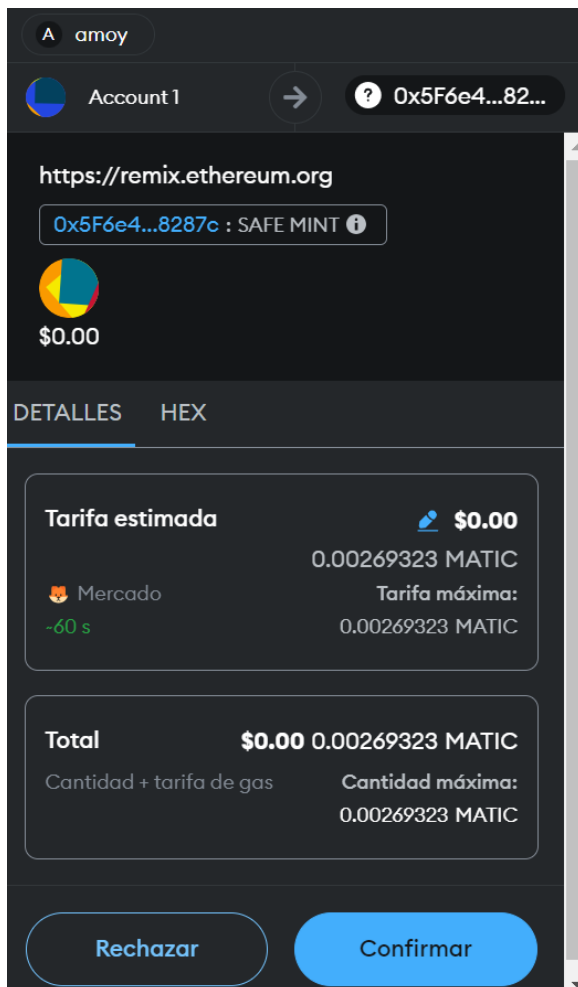 A amoy
Account 1 0x5F6e4...82...
https://remix.ethereum.org
0x5F6e4...8287c : SAFE MINT
$0.00
DETALLES HEX
Tarifa estimada $0.00
0.00269323 MATIC
Mercado Tarifa máxima:
~60 s 0.00269323 MATIC
Total $0.00 0.00269323 MATIC
Cantidad + tarifa de gas Cantidad máxima:
0.00269323 MATIC
Rechazar Confirmar